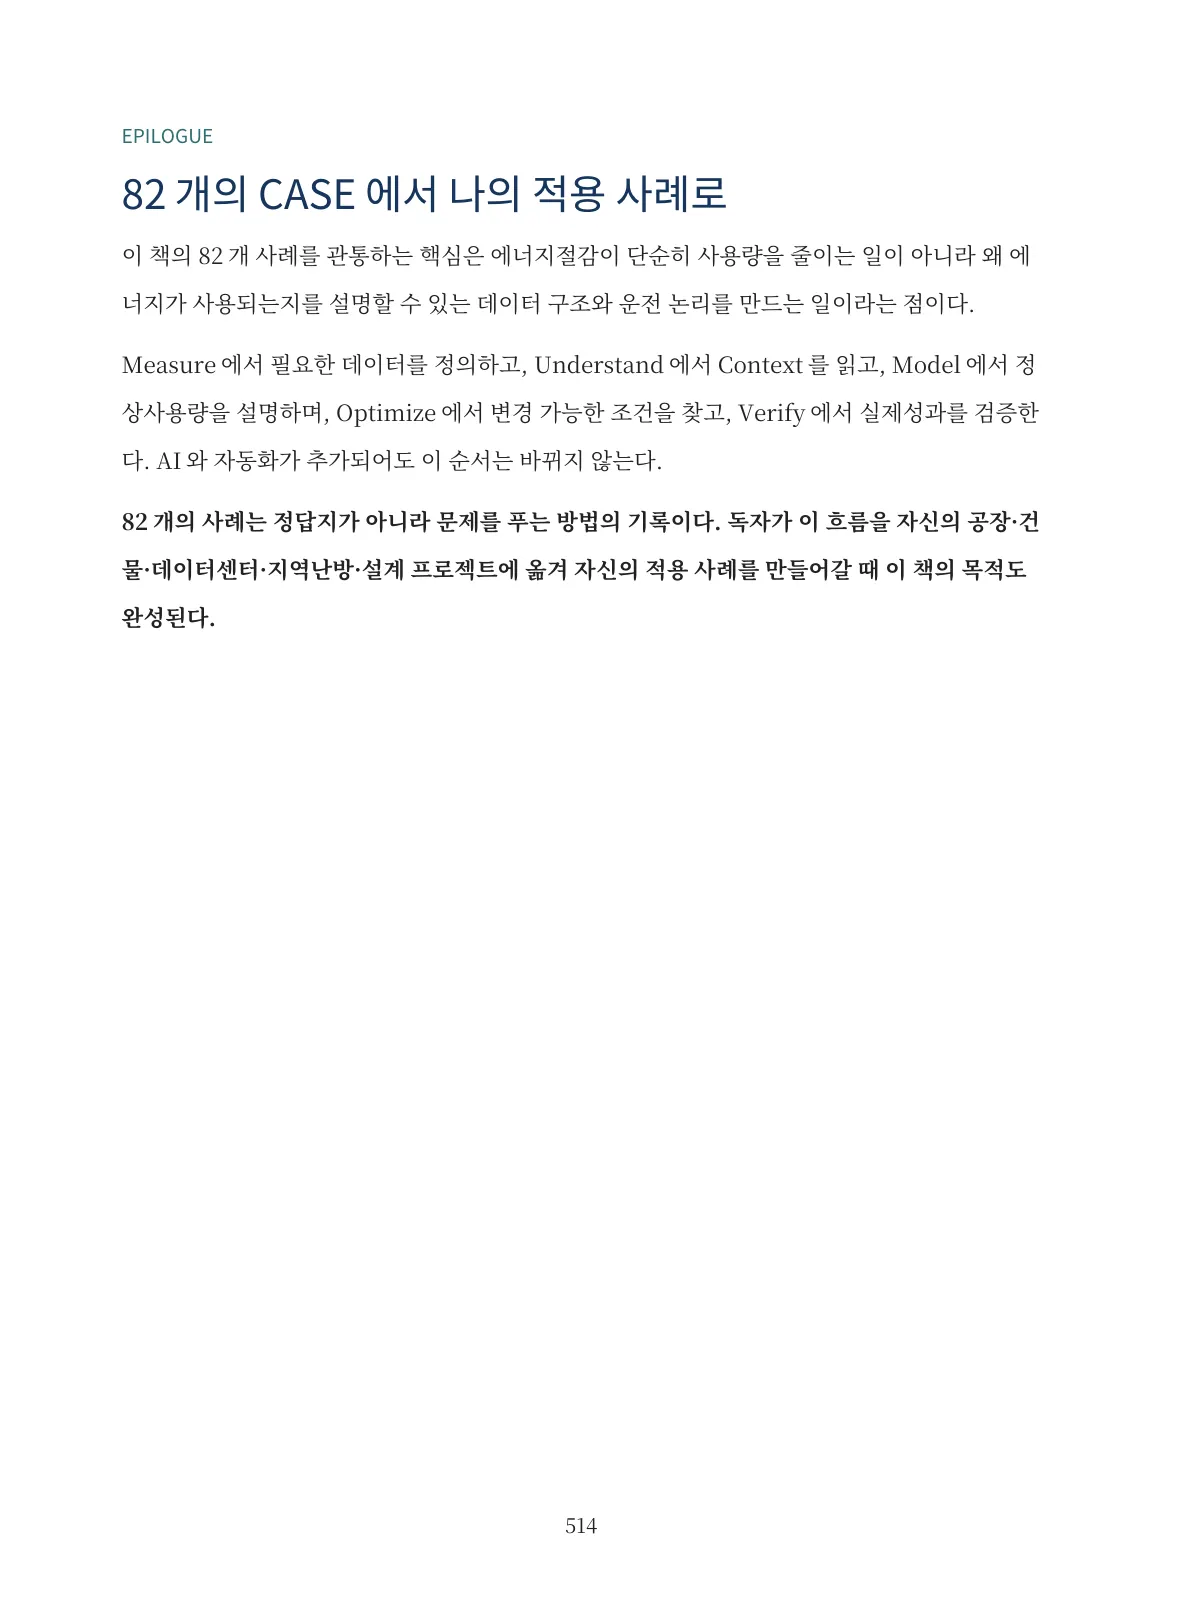 EPILOGUE
82 개의 CASE 에서 나의 적용 사례로
이 책의 82 개 사례를 관통하는 핵심은 에너지절감이 단순히 사용량을 줄이는 일이 아니라 왜 에
너지가 사용되는지를 설명할 수 있는 데이터 구조와 운전 논리를 만드는 일이라는 점이다.
Measure 에서 필요한 데이터를 정의하고, Understand 에서 Context 를 읽고, Model 에서 정
상사용량을 설명하며, Optimize 에서 변경 가능한 조건을 찾고, Verify 에서 실제성과를 검증한
다. AI 와 자동화가 추가되어도 이 순서는 바뀌지 않는다.
82 개의 사례는 정답지가 아니라 문제를 푸는 방법의 기록이다. 독자가 이 흐름을 자신의 공장·건
물·데이터센터·지역난방·설계 프로젝트에 옮겨 자신의 적용 사례를 만들어갈 때 이 책의 목적도
완성된다.
514